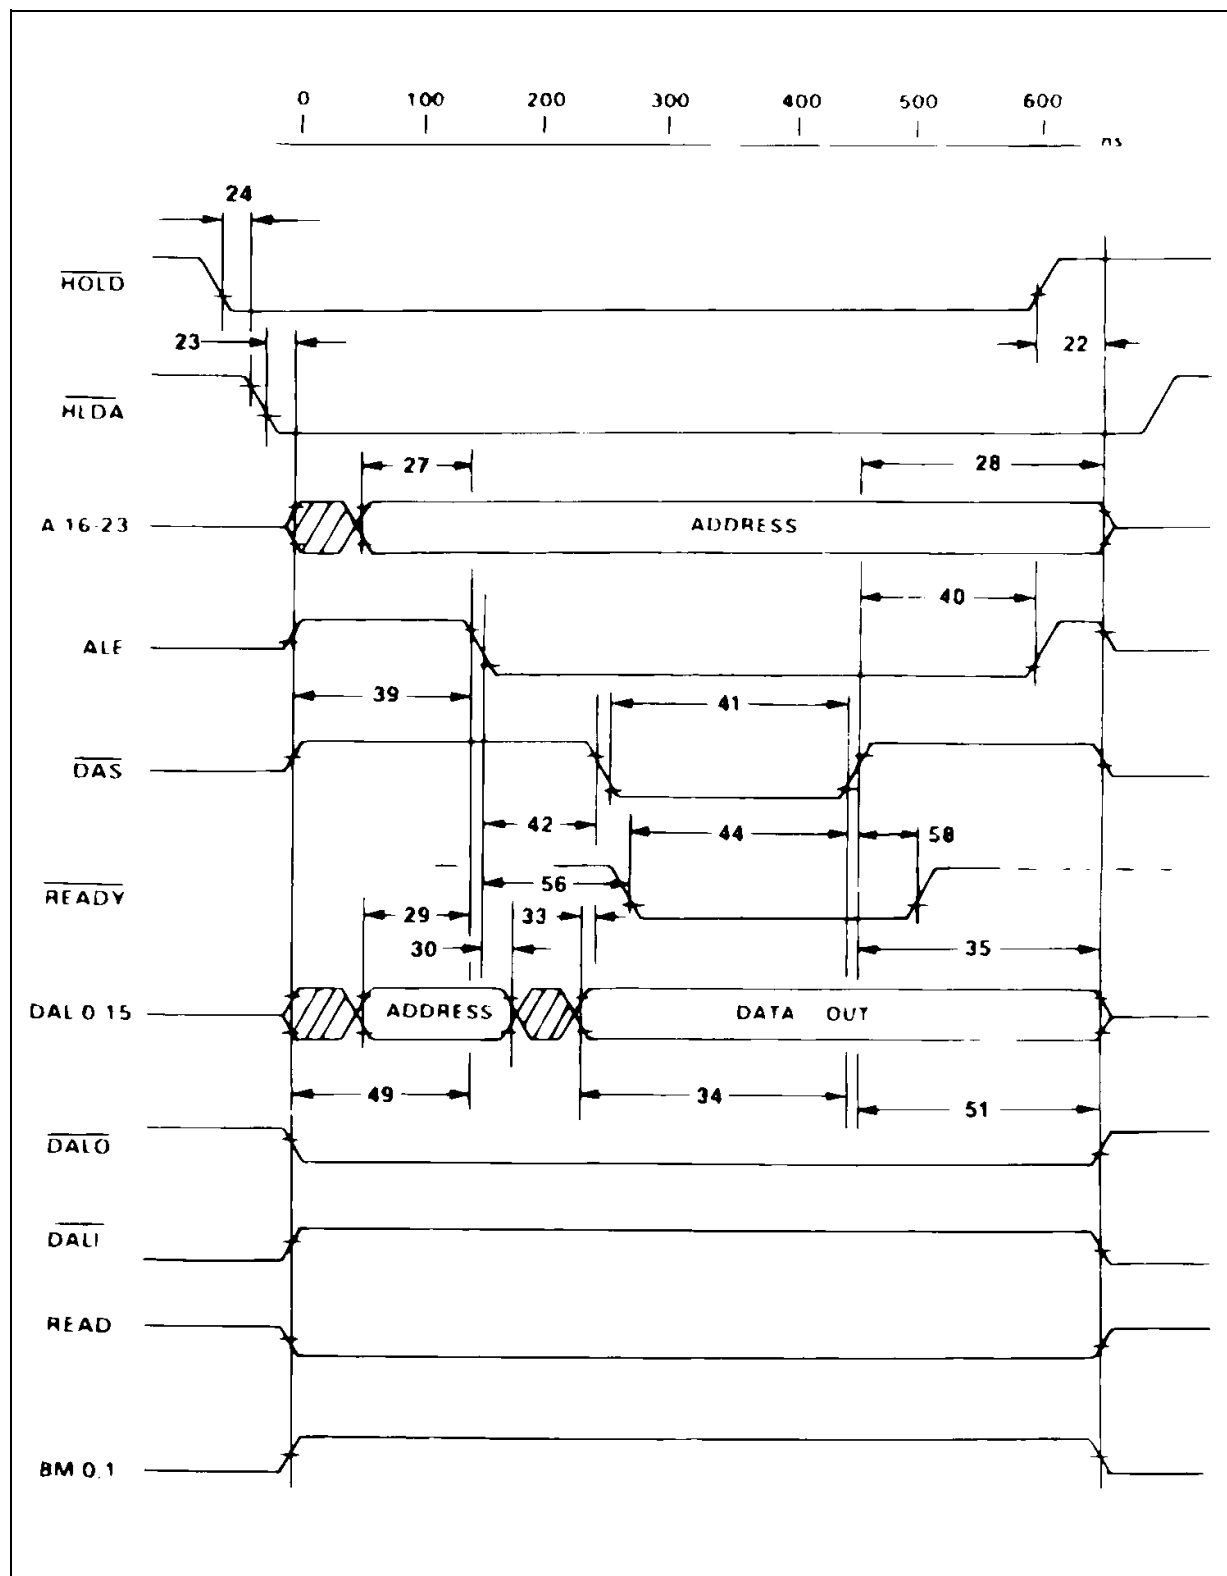 0 100 200 300 400 500 600
ns
24
HOLD
23 22
HLDA
27 28
A 16-23 ADDRESS
40
ALE
39 41
DAS
42 44 58
READY
56
29 33
30 35
DAL 0 15 ADDRESS DATA OUT
49 34 51
DALO
DALI
READ
BM 0.1